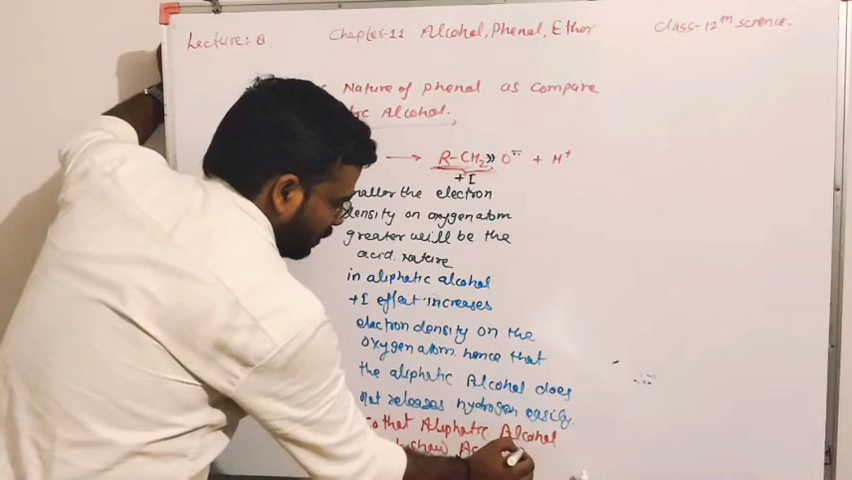 Lecture: 8 Chapter-11 Alcohol, Phenol, Ether class-12th science.
Nature of phenol as compare
Alcohol.
→ R-CH2»O⁻ + H⁺
+I
the electron
density on oxygen atom
greater will be the
acid. nature
in aliphatic alcohol
+I effect increases
electron density on the
oxygen atom. hence that
the aliphatic Alcohol does
not releases hydrogen easily.
So that Aliphatic Alcohol